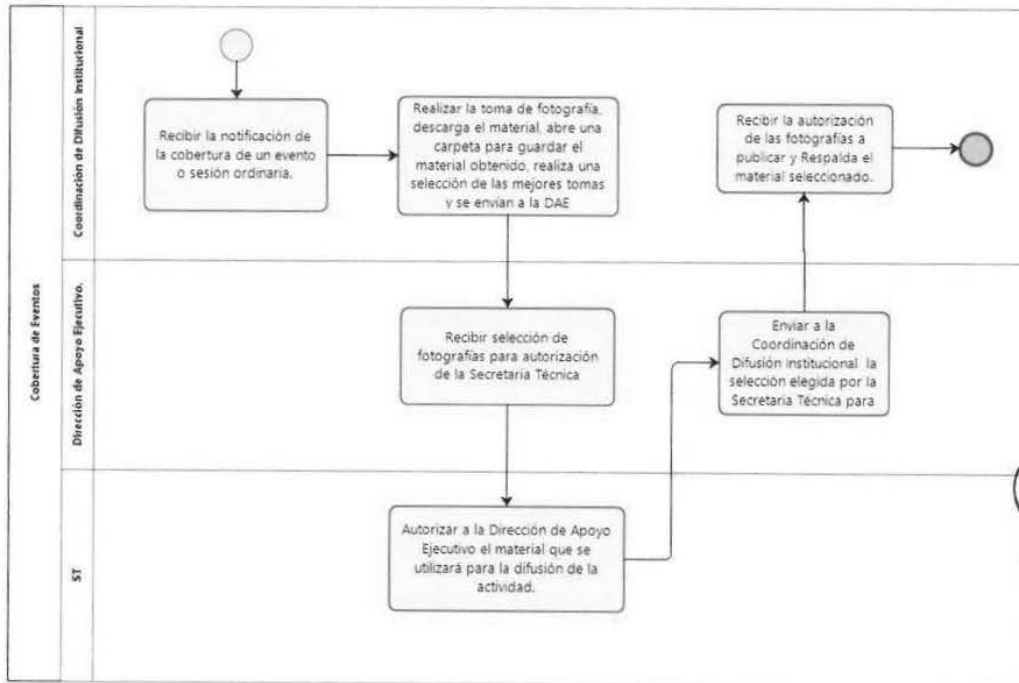 Cobertura de Eventos
Coordinación de Difusión Institucional
Recibir la notificación de
la cobertura de un evento
o sesión ordinaria.
Realizar la toma de fotografía,
descarga el material, abre una
carpeta para guardar el
material obtenido, realiza una
selección de las mejores tomas
y se envían a la DAE
Recibir la autorización
de las fotografías a
publicar y Respalda el
material seleccionado.
Dirección de Apoyo Ejecutivo.
Recibir selección de
fotografías para autorización
de la Secretaria Técnica
Enviar a la
Coordinación de
Difusión Institucional la
selección elegida por la
Secretaria Técnica para
ST
Autorizar a la Dirección de Apoyo
Ejecutivo el material que se
utilizará para la difusión de la
actividad.